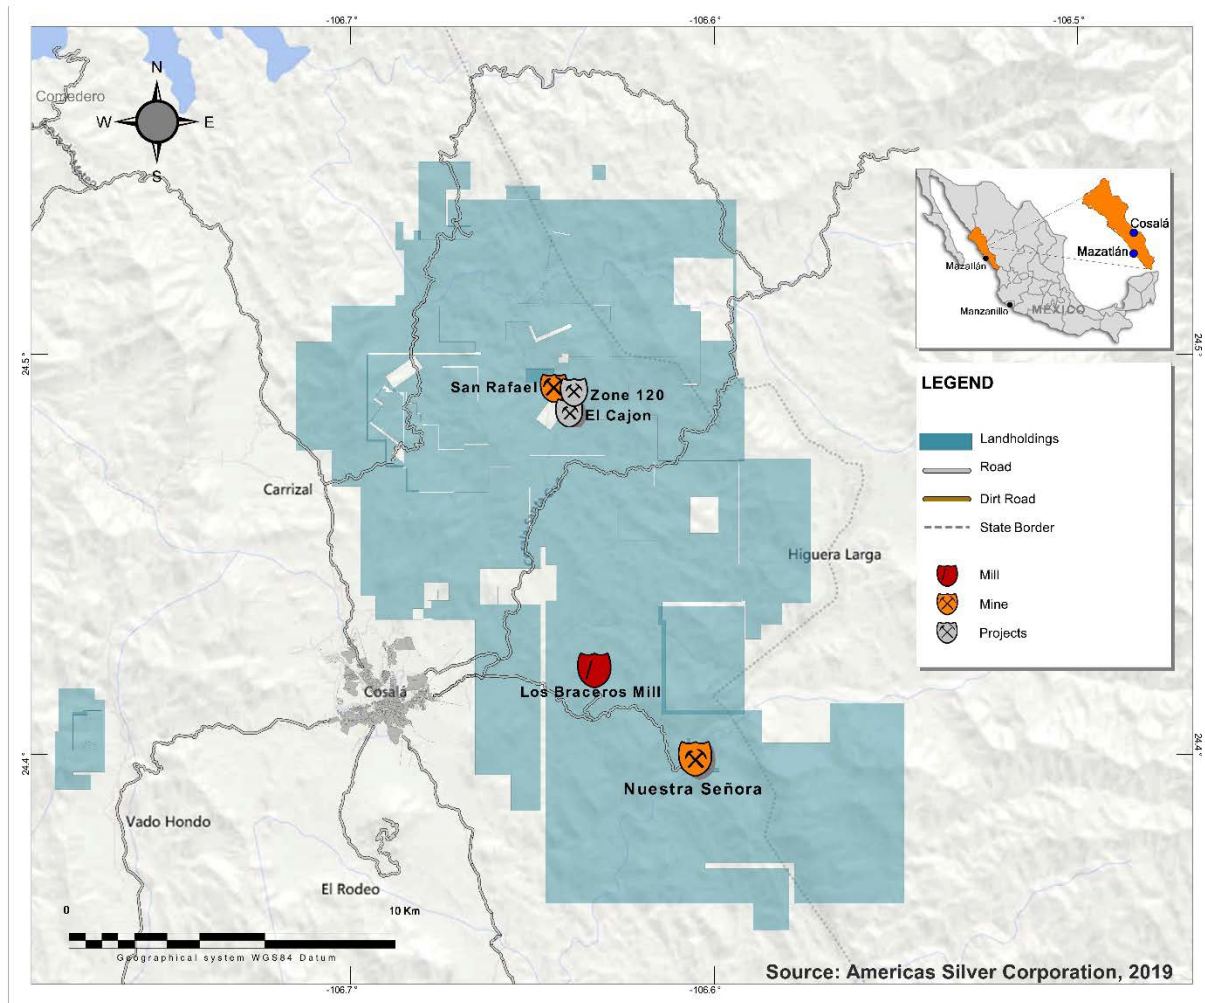 -106.7°
-106.6°
-106.5°
Comedero
N
W
E
S
Cosalá
Mazatlán
Mazatlán
Manzanillo
MÉXICO
24.5°
24.5°
San Rafael
Zone 120
El Cajon
LEGEND
Landholdings
Road
Dirt Road
State Border
Mill
Mine
Projects
Carrizal
Higuera Larga
Cosalá
Los Braceros Mill
24.4°
24.4°
Nuestra Señora
Vado Hondo
El Rodeo
0
10 Km
Geographical system WGS84 Datum
Source: Americas Silver Corporation, 2019
-106.7°
-106.6°